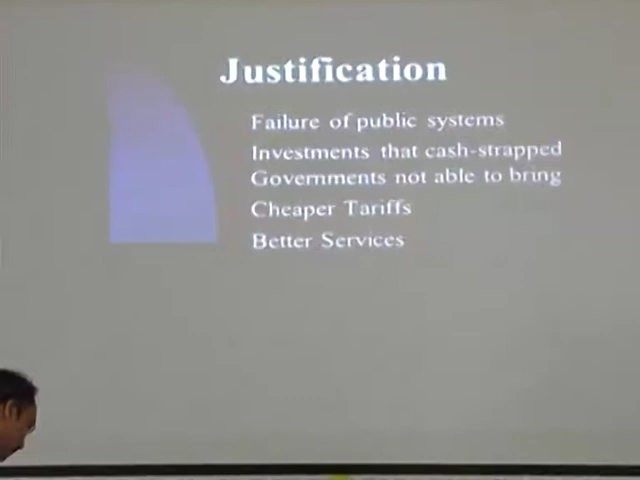 Justification
Failure of public systems
Investments that cash-strapped
Governments not able to bring
Cheaper Tariffs
Better Services